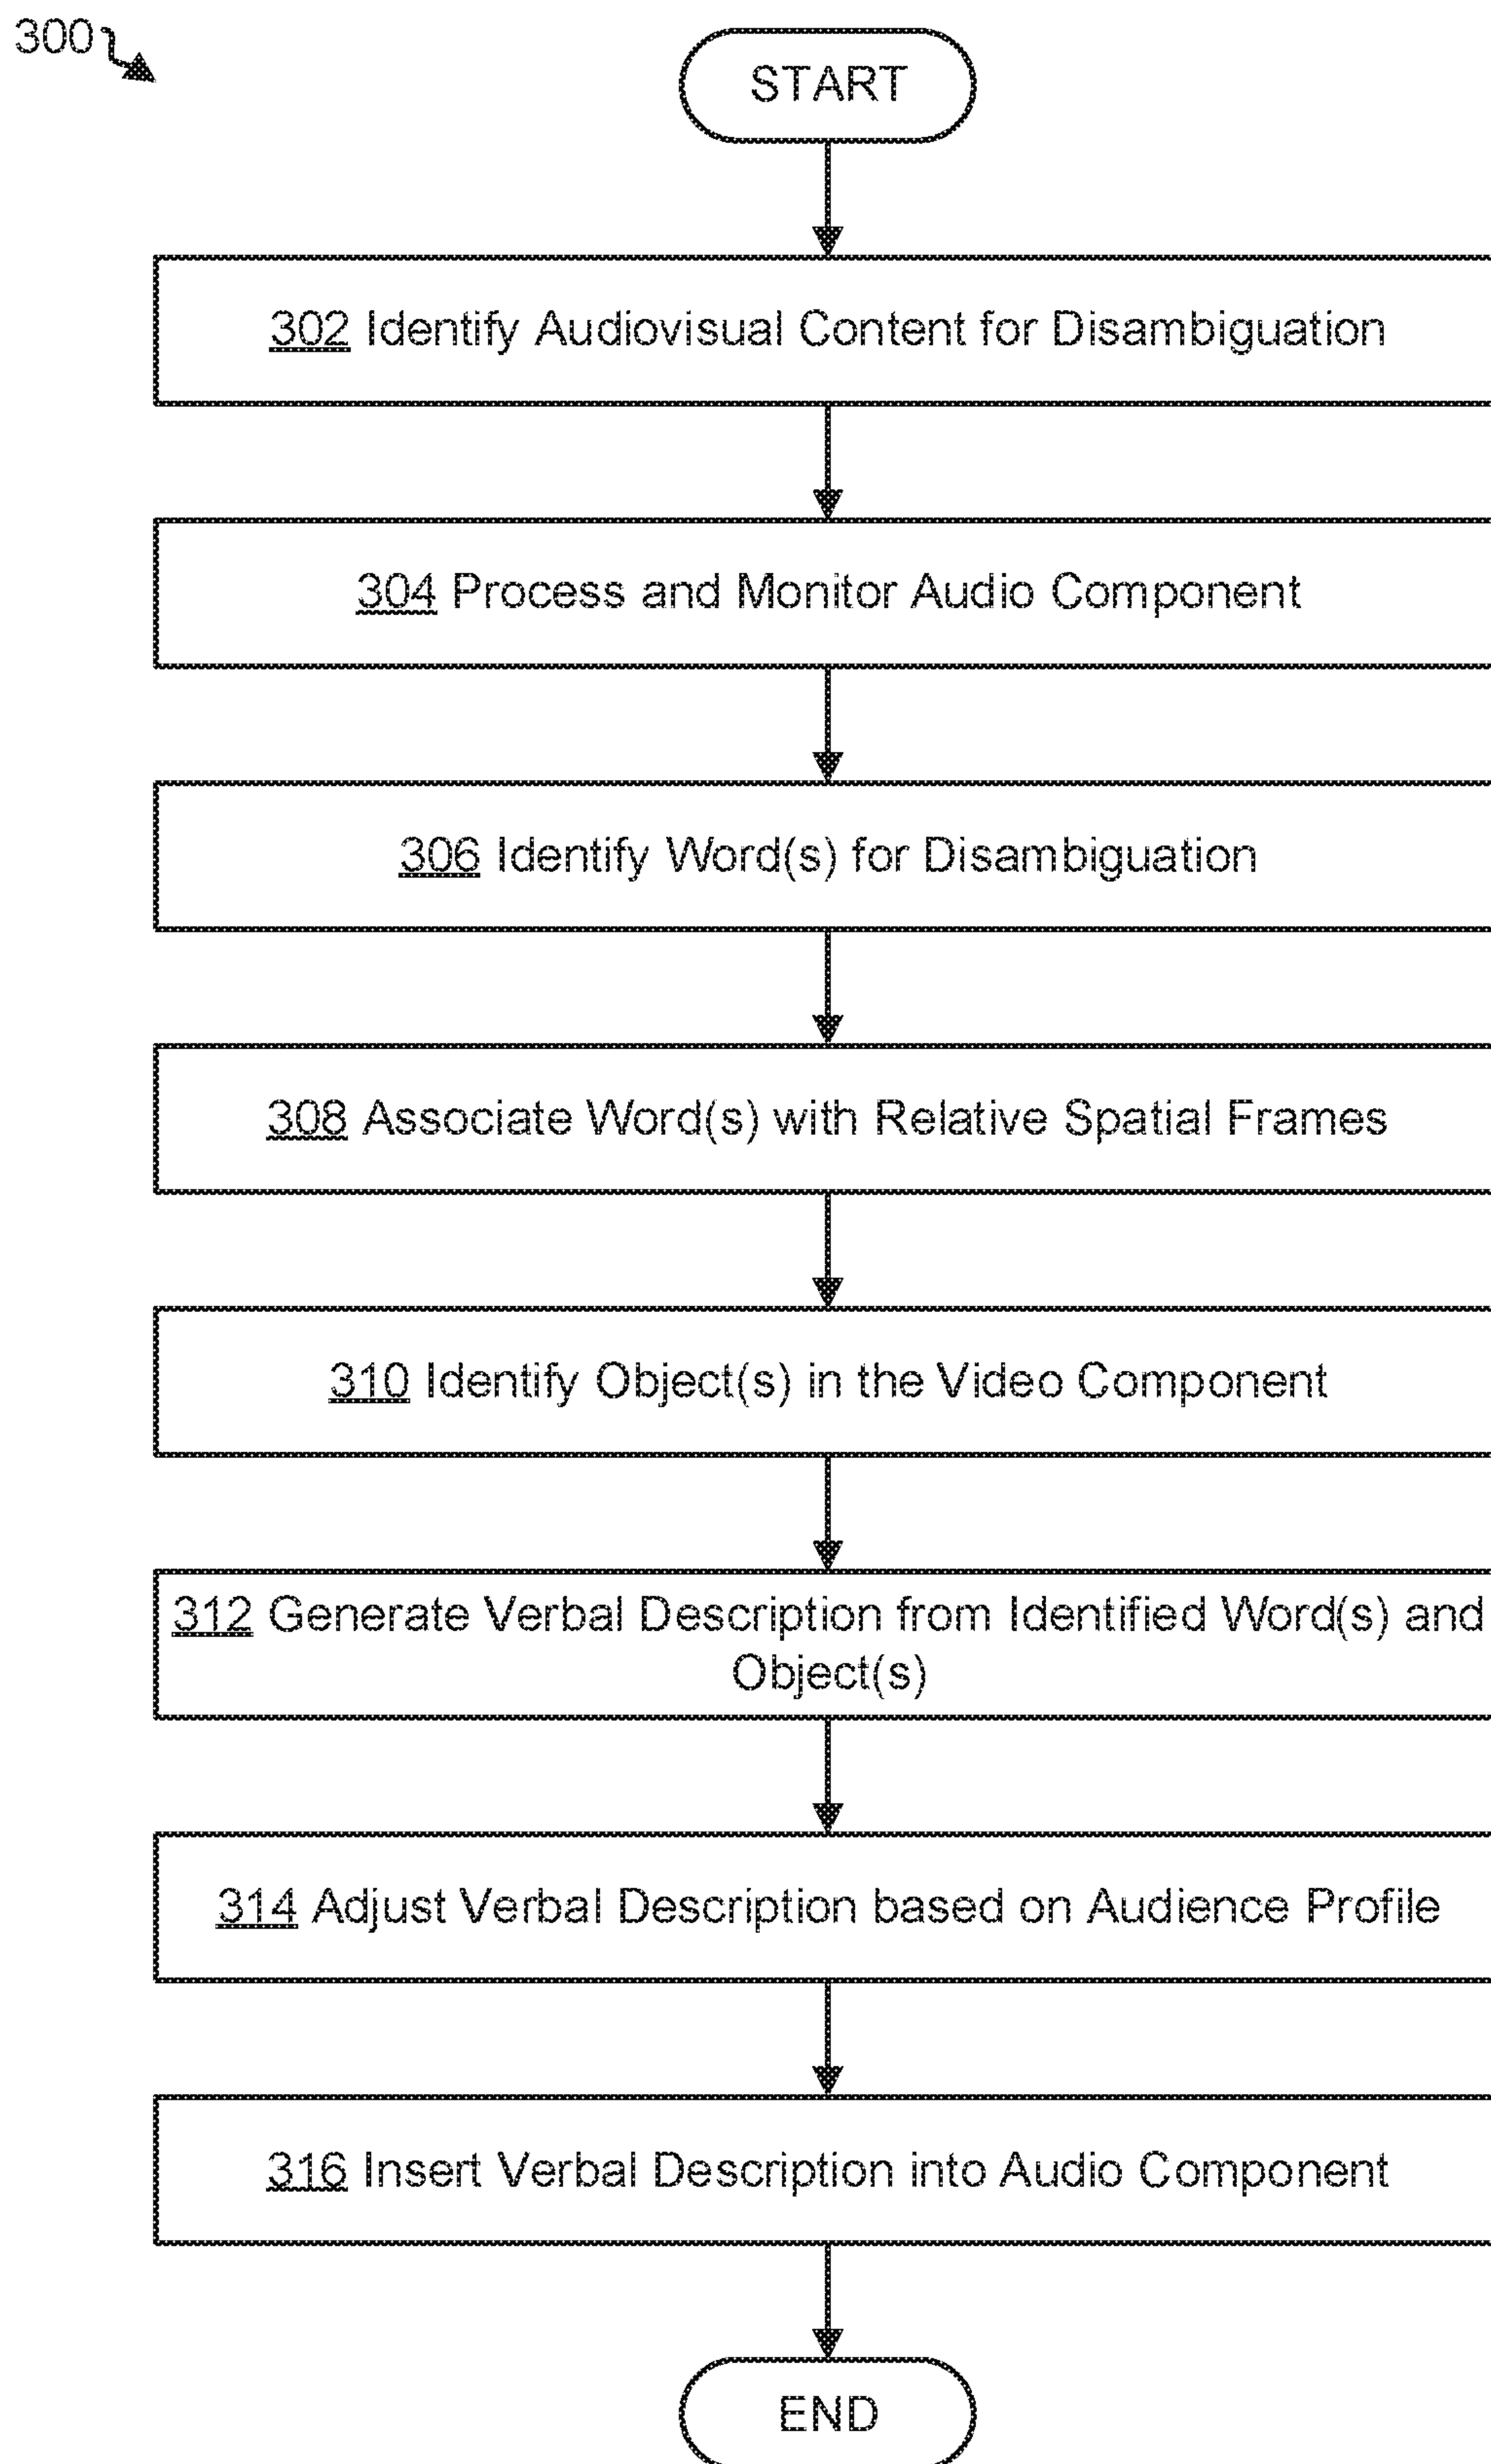 300
START
302 Identify Audiovisual Content for Disambiguation
304 Process and Monitor Audio Component
306 Identify Word(s) for Disambiguation
308 Associate Word(s) with Relative Spatial Frames
310 Identify Object(s) in the Video Component
312 Generate Verbal Description from Identified Word(s) and
Object(s)
314 Adjust Verbal Description based on Audience Profile
316 Insert Verbal Description into Audio Component
END